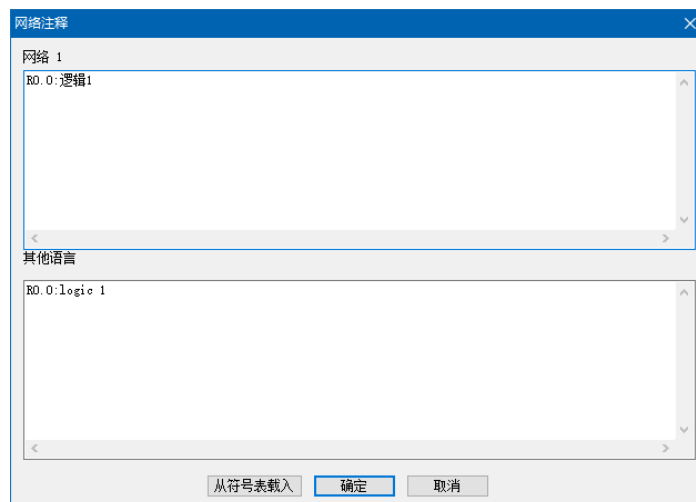 网络注释
网络 1
R0.0:逻辑1
其他语言
R0.0:logic 1
从符号表载入 确定 取消